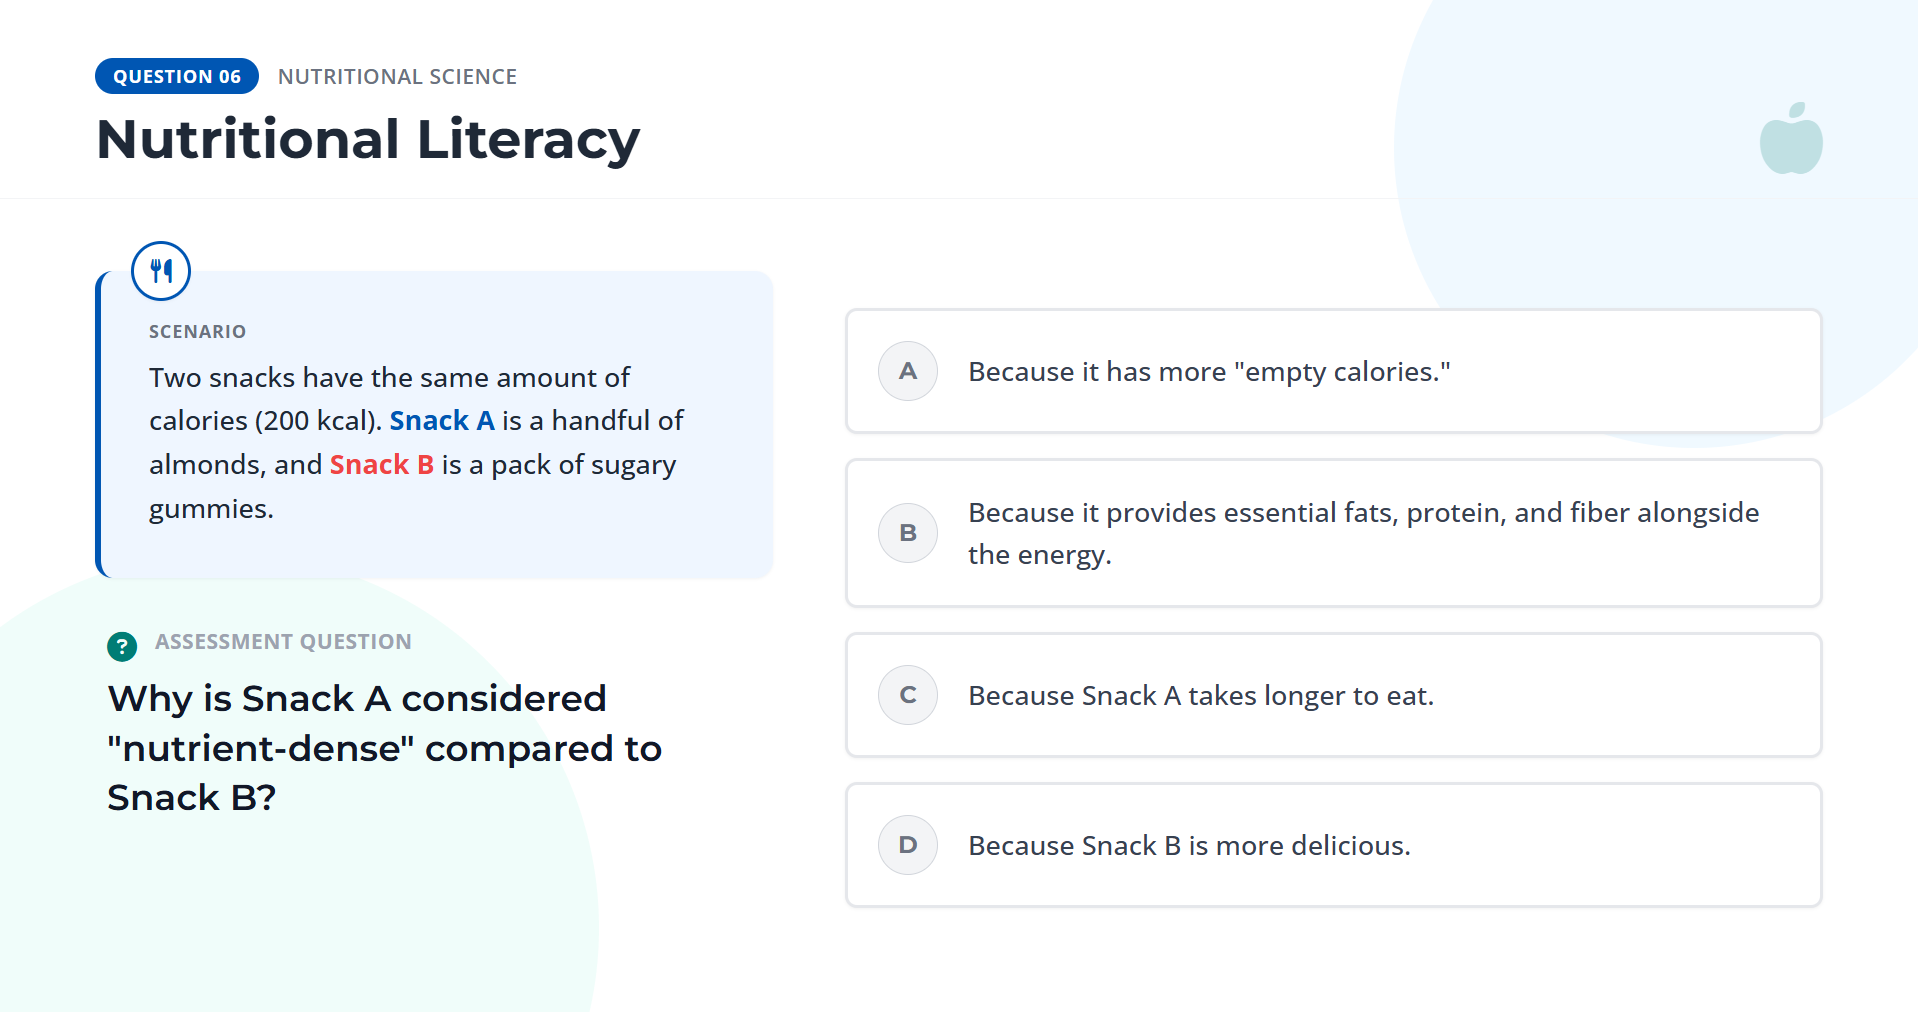 QUESTION 06 NUTRITIONAL SCIENCE
Nutritional Literacy
SCENARIO
Two snacks have the same amount of
calories (200 kcal). Snack A is a handful of
almonds, and Snack B is a pack of sugary
gummies.
? ASSESSMENT QUESTION
Why is Snack A considered
"nutrient-dense" compared to
Snack B?
A Because it has more "empty calories."
B Because it provides essential fats, protein, and fiber alongside
the energy.
C Because Snack A takes longer to eat.
D Because Snack B is more delicious.